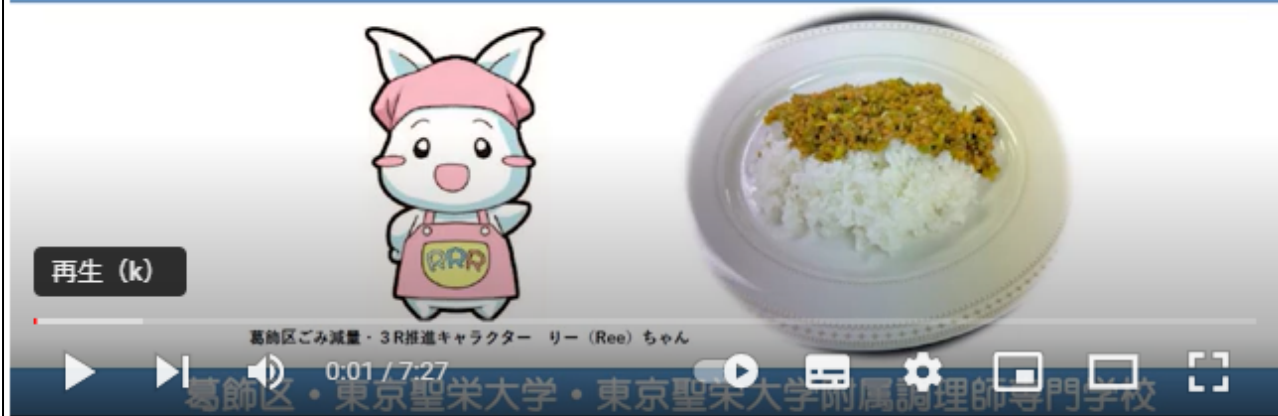 RRR
再生（k）
葛飾区ごみ減量・３R推進キャラクター　りー（Ree）ちゃん
0:01 / 7:27
葛飾区・東京聖栄大学・東京聖栄大学附属調理師専門学校